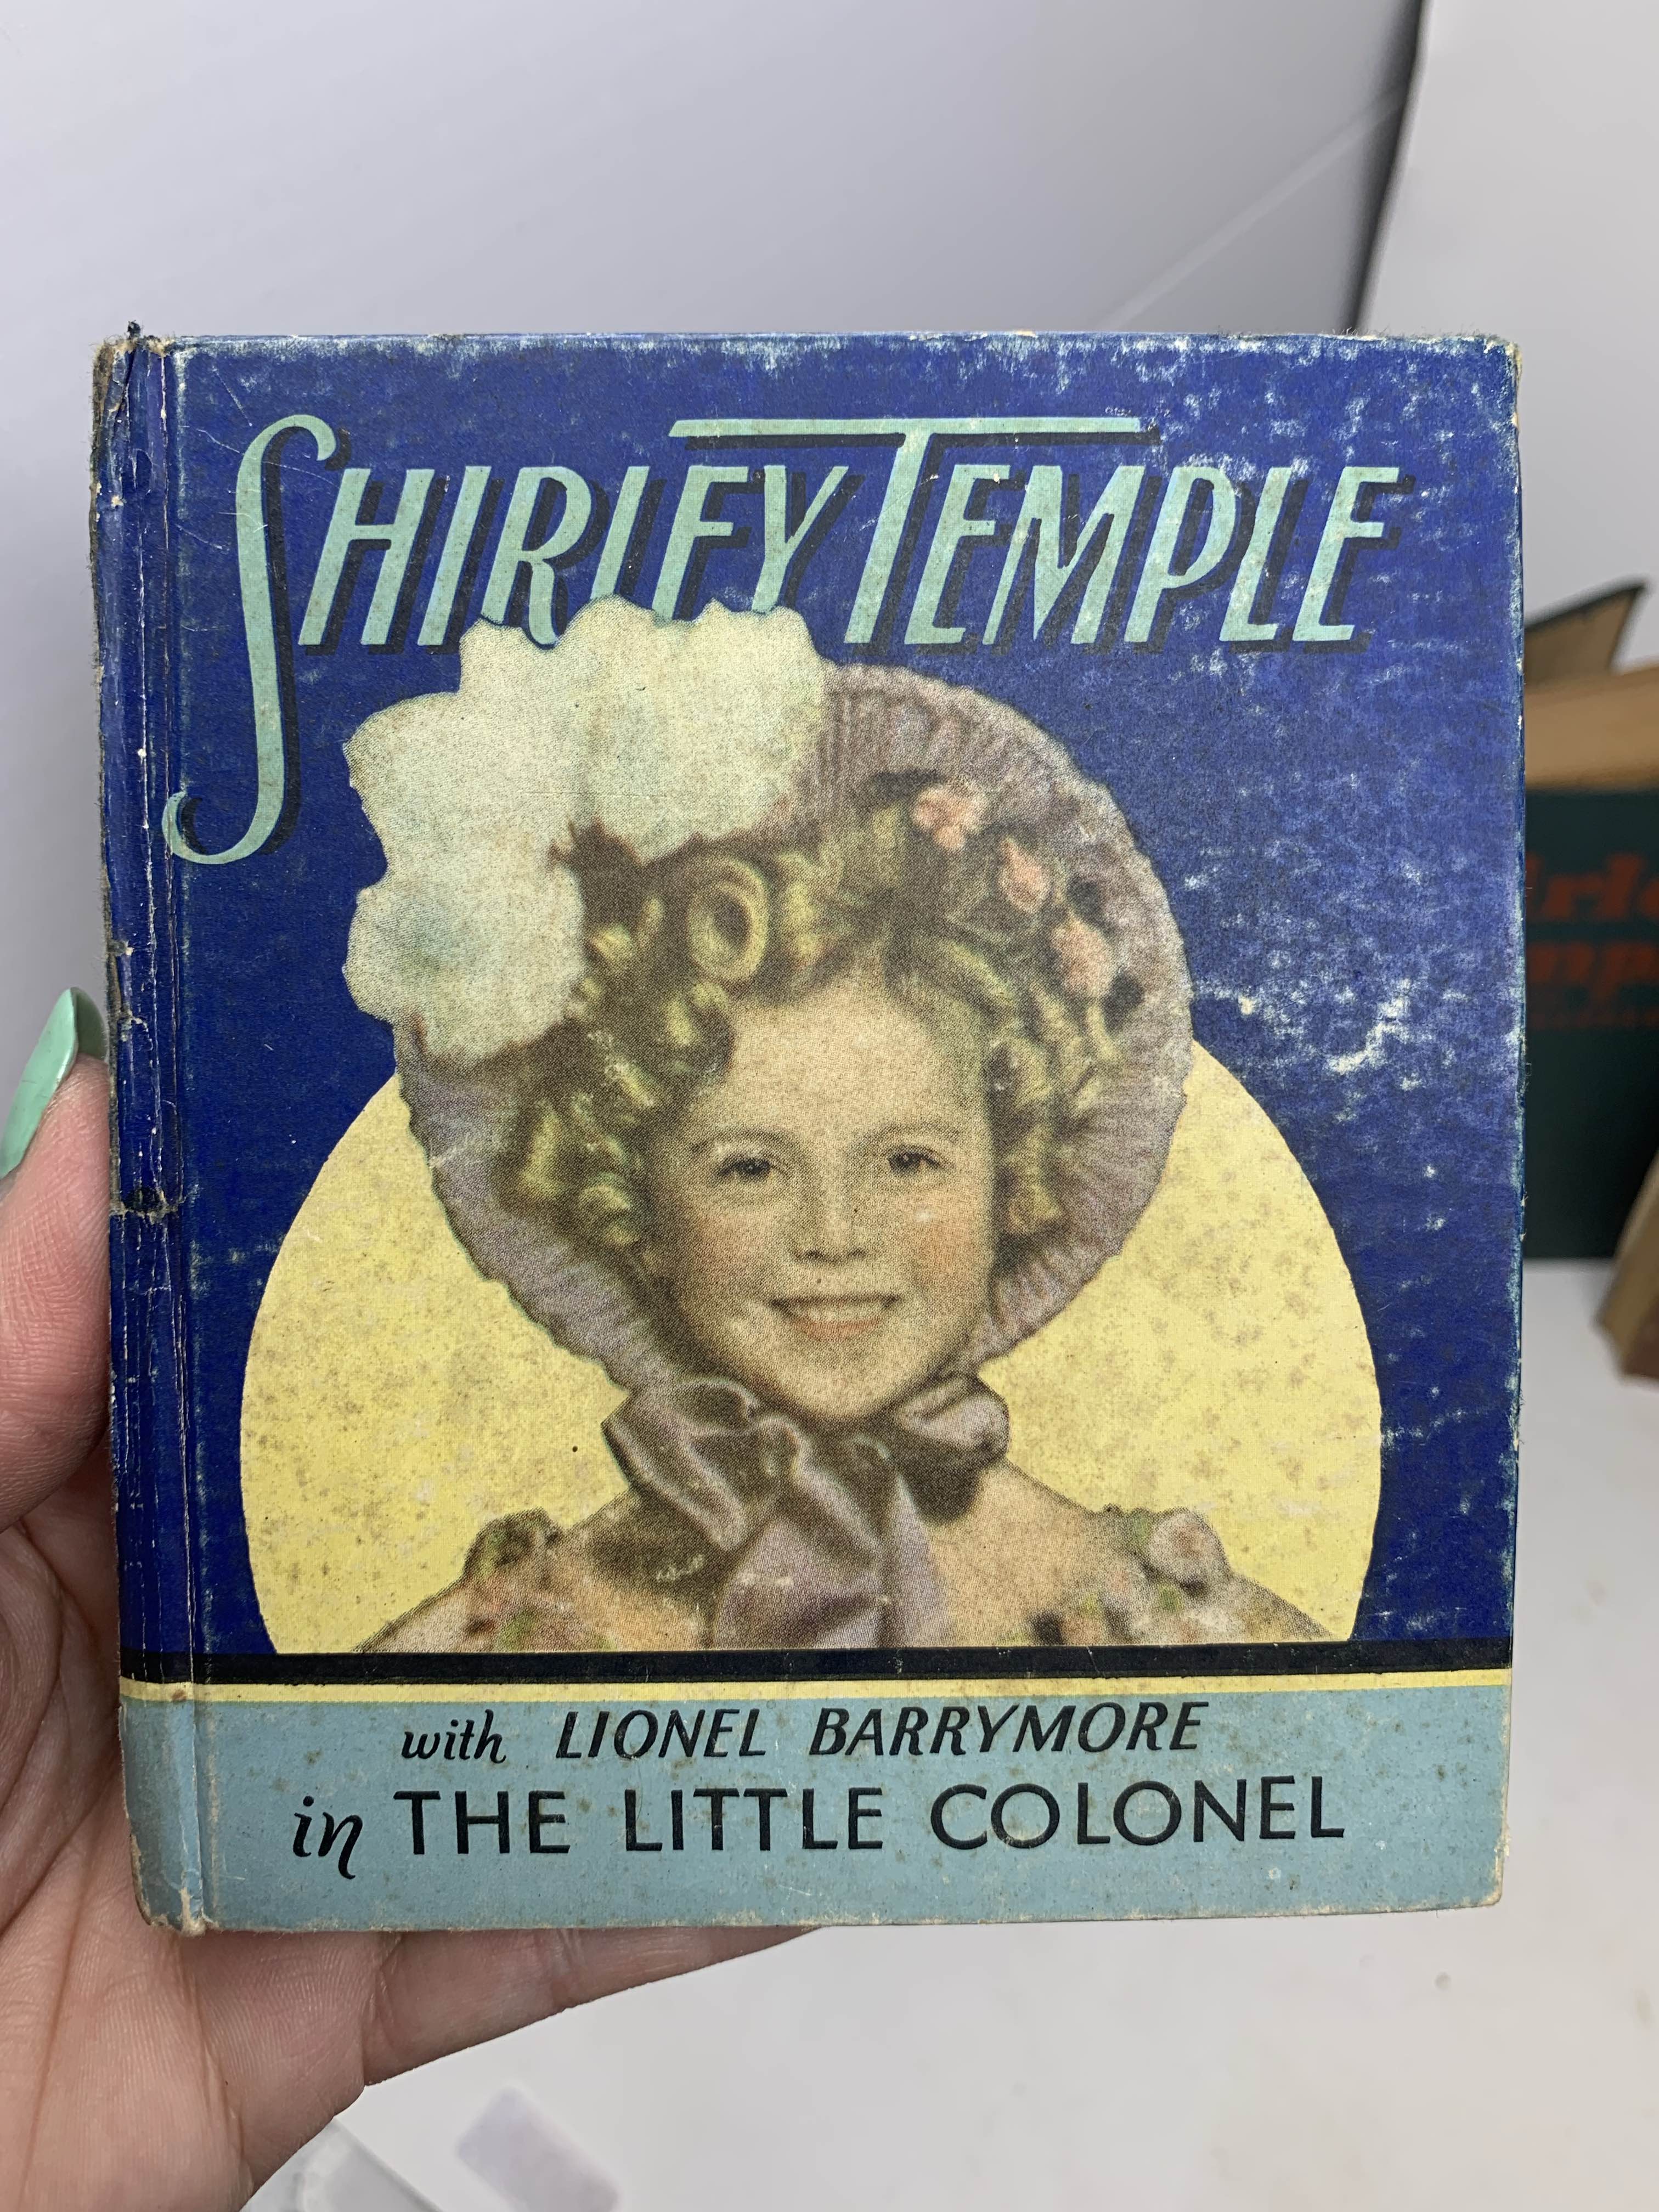 SHIRLEY TEMPLE
with LIONEL BARRYMORE
in THE LITTLE COLONEL